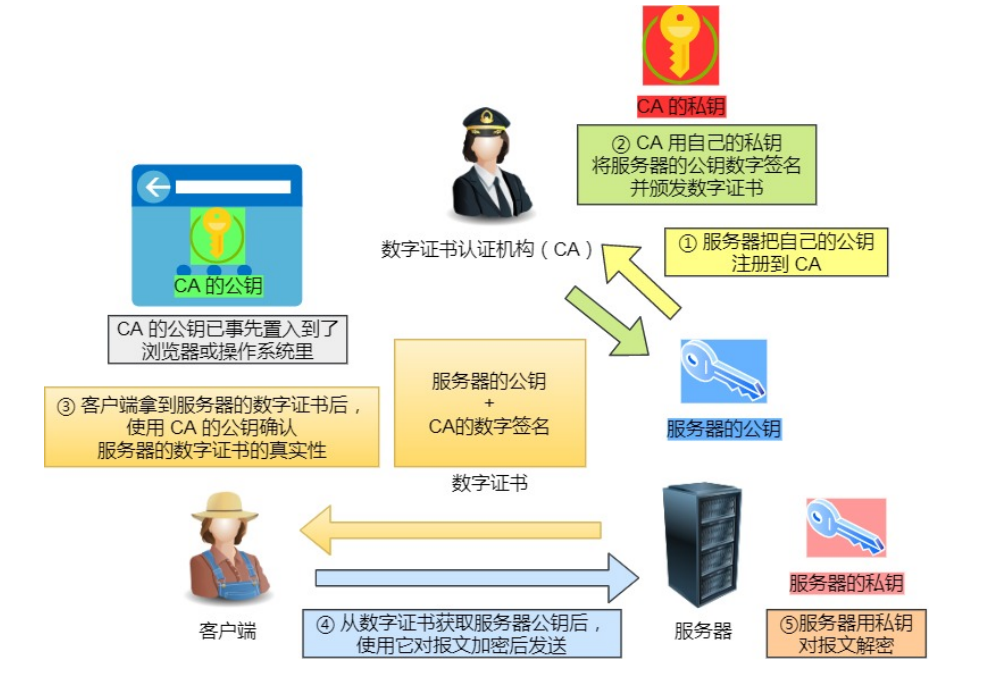 CA 的私钥
② CA 用自己的私钥
将服务器的公钥数字签名
并颁发数字证书
数字证书认证机构（CA）
① 服务器把自己的公钥
注册到 CA
CA 的公钥
CA 的公钥已事先置入到了
浏览器或操作系统里
服务器的公钥
+
CA的数字签名
数字证书
服务器的公钥
③ 客户端拿到服务器的数字证书后，
使用 CA 的公钥确认
服务器的数字证书的真实性
客户端
④ 从数字证书获取服务器公钥后，
使用它对报文加密后发送
服务器
服务器的私钥
⑤服务器用私钥
对报文解密